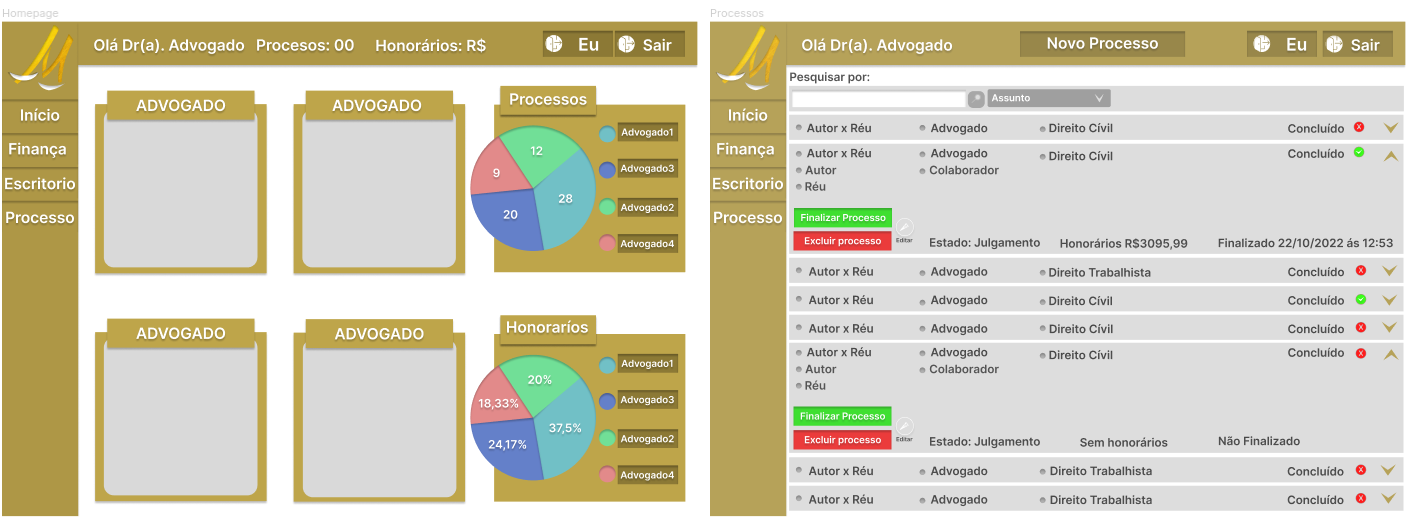 Homepage
M
Olá Dr(a). Advogado Procesos: 00 Honorários: R$ Eu Sair
Início
Finança
Escritorio
Processo
ADVOGADO
ADVOGADO
Processos
12
9
28
20
Advogado1
Advogado3
Advogado2
Advogado4
ADVOGADO
ADVOGADO
Honoraríos
20%
18,33%
37,5%
24,17%
Advogado1
Advogado3
Advogado2
Advogado4
Processos
M
Olá Dr(a). Advogado Novo Processo Eu Sair
Início
Finança
Escritorio
Processo
Pesquisar por:
Assunto
Autor x Réu Advogado Direito Cívil Concluído X
Autor x Réu Advogado Direito Cívil Concluído
Autor Colaborador
Réu
Finalizar Processo
Excluir processo Editar Estado: Julgamento Honorários R$3095,99 Finalizado 22/10/2022 ás 12:53
Autor x Réu Advogado Direito Trabalhista Concluído X
Autor x Réu Advogado Direito Cívil Concluído
Autor x Réu Advogado Direito Cívil Concluído X
Autor x Réu Advogado Direito Cívil Concluído X
Autor Colaborador
Réu
Finalizar Processo
Excluir processo Editar Estado: Julgamento Sem honorários Não Finalizado
Autor x Réu Advogado Direito Trabalhista Concluído X
Autor x Réu Advogado Direito Trabalhista Concluído X